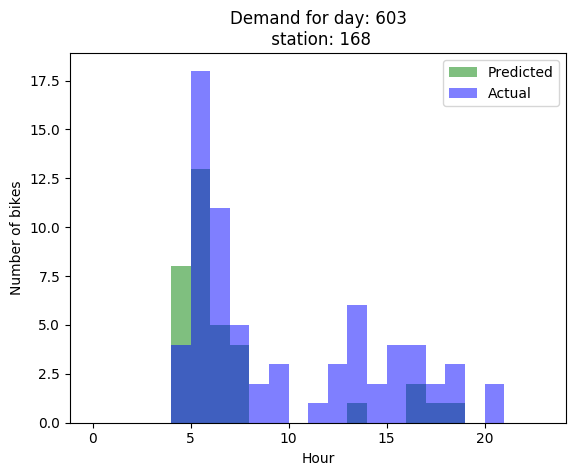 Demand for day: 603
station: 168
Predicted
Actual
17.5
15.0
12.5
10.0
7.5
5.0
2.5
0.0
Number of bikes
0 5 10 15 20
Hour